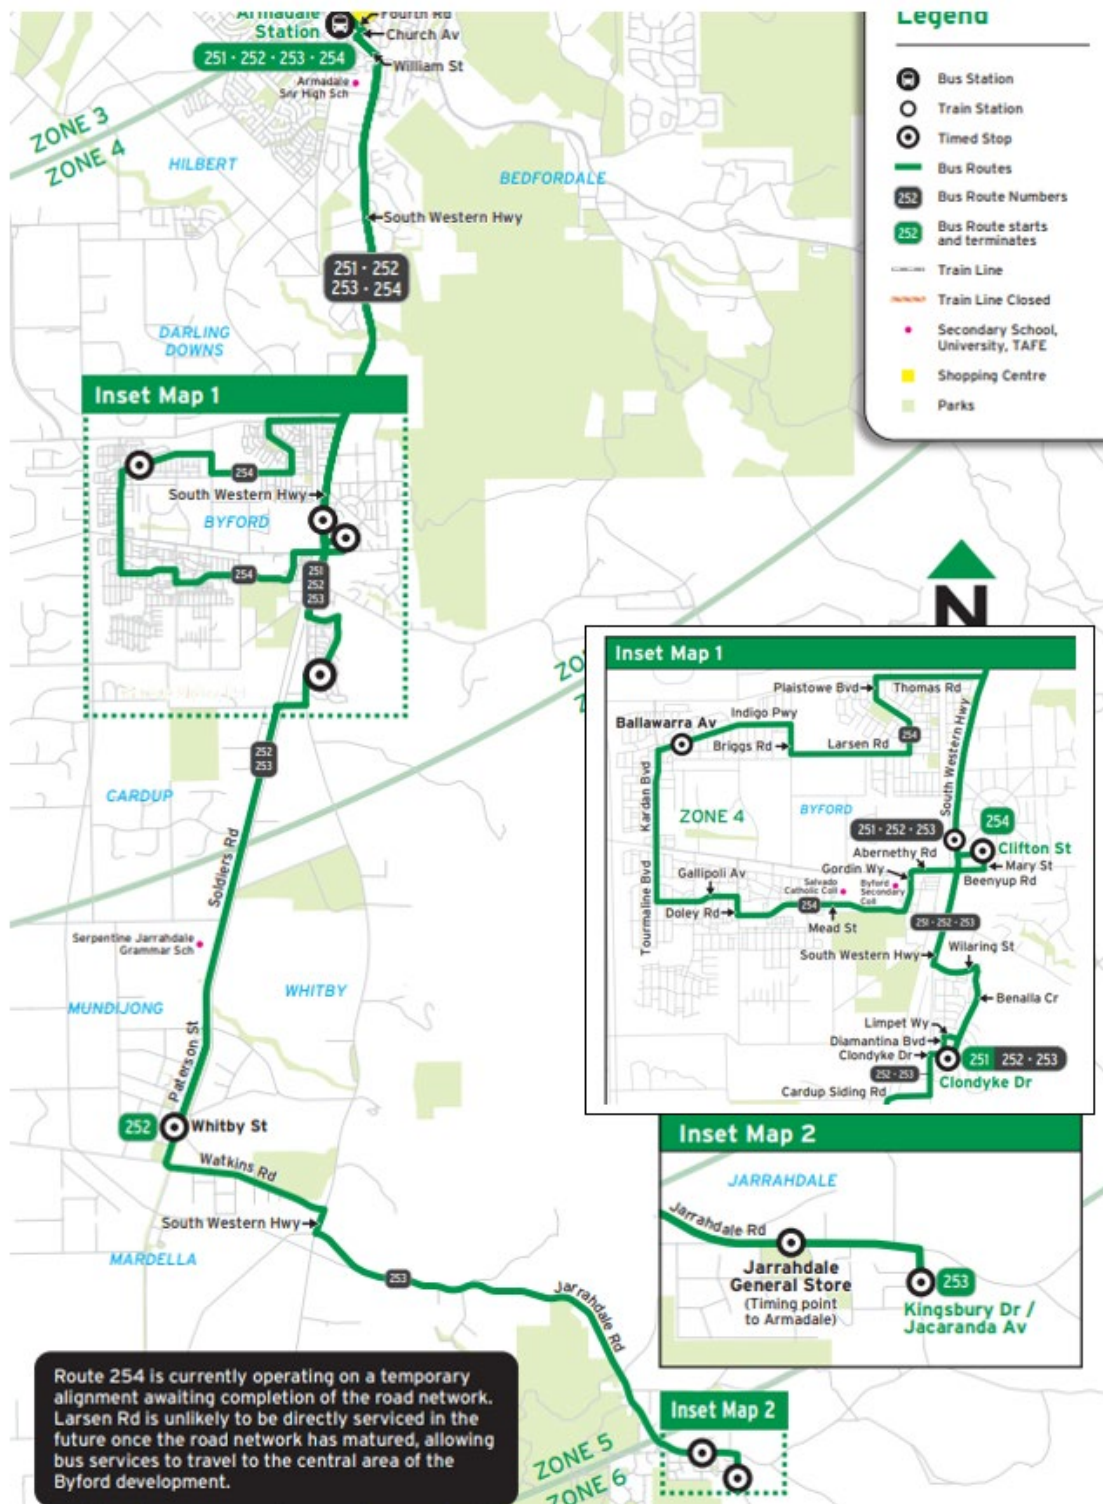 Armadale
Station
251 · 252 · 253 · 254
Fourth Rd
Church Av
William St
Armadale
Snr High Sch
ZONE 3
ZONE 4
HILBERT
BEDFORDALE
South Western Hwy
251 · 252
253 · 254
DARLING
DOWNS
Legend
Bus Station
Train Station
Timed Stop
Bus Routes
252
Bus Route Numbers
252
Bus Route starts
and terminates
Train Line
Train Line Closed
Secondary School,
University, TAFE
Shopping Centre
Parks
Inset Map 1
254
South Western Hwy
BYFORD
254
251
252
253
N
252
253
CARDUP
Soldiers Rd
Serpentine Jarrahdale
Grammar Sch
MUNDIJONG
WHITBY
Paterson St
252
Whitby St
Watkins Rd
South Western Hwy
MARDELLA
253
Jarrahdale Rd
Inset Map 1
Plaistowe Bvd
Thomas Rd
Ballawarra Av
Indigo Pwy
254
Briggs Rd
Larsen Rd
South Western Hwy
Kardan Bvd
ZONE 4
BYFORD
251 · 252 · 253
254
Clifton St
Abernethy Rd
Mary St
Gordin Wy
Beenyup Rd
Gallipoli Av
Salvado
Catholic Coll
Byford
Secondary
Coll
Tourmaline Bvd
Doley Rd
254
Mead St
251 · 252 · 253
Wilaring St
South Western Hwy
Benalla Cr
Limpet Wy
Diamantina Bvd
Clondyke Dr
251 252 · 253
252 · 253
Clondyke Dr
Cardup Siding Rd
Inset Map 2
JARRAHDALE
Jarrahdale Rd
Jarrahdale
General Store
(Timing point
to Armadale)
253
Kingsbury Dr /
Jacaranda Av
Inset Map 2
ZONE 5
ZONE 6
Route 254 is currently operating on a temporary
alignment awaiting completion of the road network.
Larsen Rd is unlikely to be directly serviced in the
future once the road network has matured, allowing
bus services to travel to the central area of the
Byford development.